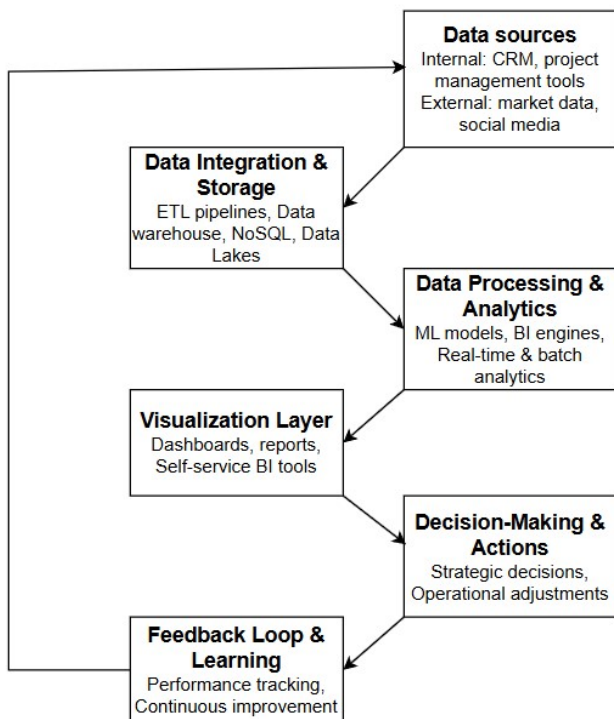 Data sources
Internal: CRM, project
management tools
External: market data,
social media
Data Integration &
Storage
ETL pipelines, Data
warehouse, NoSQL, Data
Lakes
Data Processing &
Analytics
ML models, BI engines,
Real-time & batch
analytics
Visualization Layer
Dashboards, reports,
Self-service BI tools
Decision-Making &
Actions
Strategic decisions,
Operational adjustments
Feedback Loop &
Learning
Performance tracking,
Continuous improvement